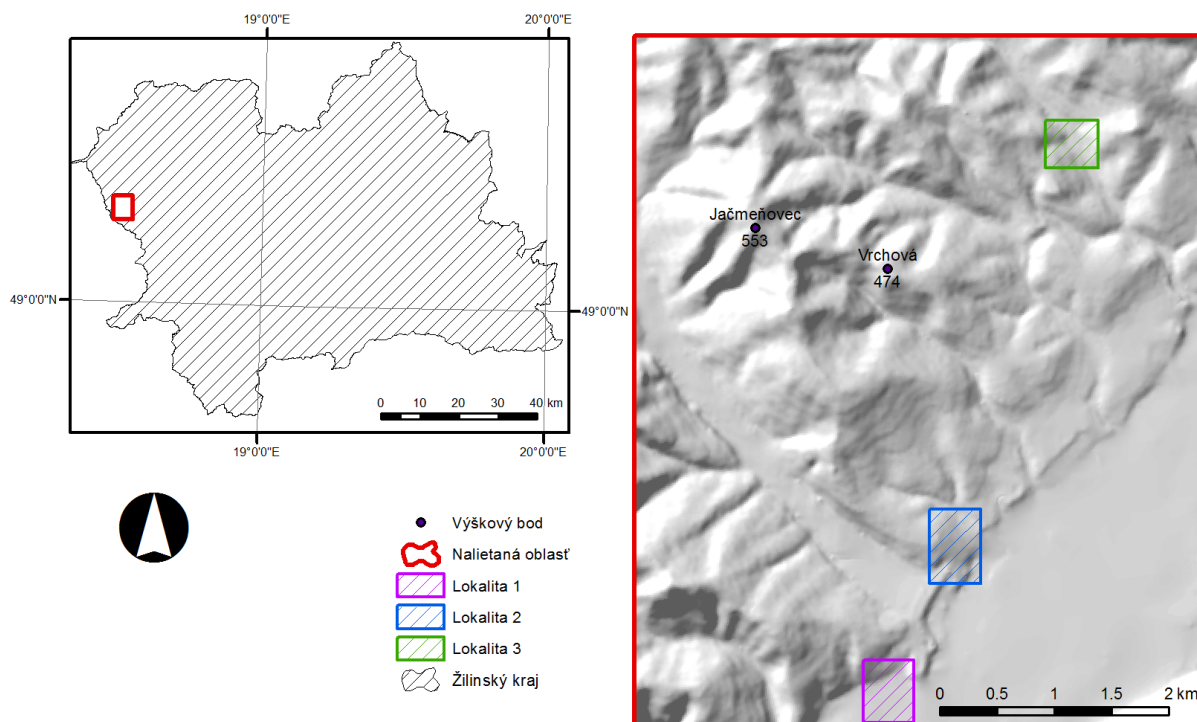 19°0'0"E
20°0'0"E
49°0'0"N
49°0'0"N
0 10 20 30 40 km
19°0'0"E
20°0'0"E
Výškový bod
Nalietaná oblasť
Lokalita 1
Lokalita 2
Lokalita 3
Žilinský kraj
Jačmeňovec
553
Vrchová
474
0 0.5 1 1.5 2 km